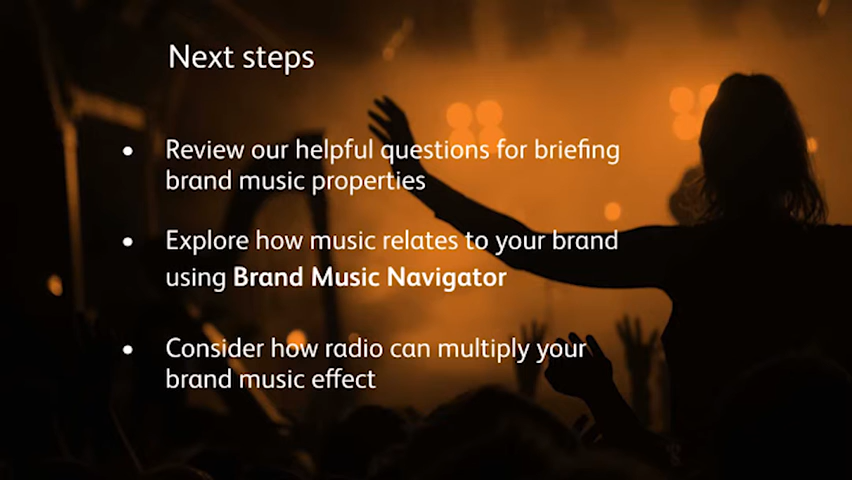 Next steps
• Review our helpful questions for briefing
brand music properties
• Explore how music relates to your brand
using Brand Music Navigator
• Consider how radio can multiply your
brand music effect